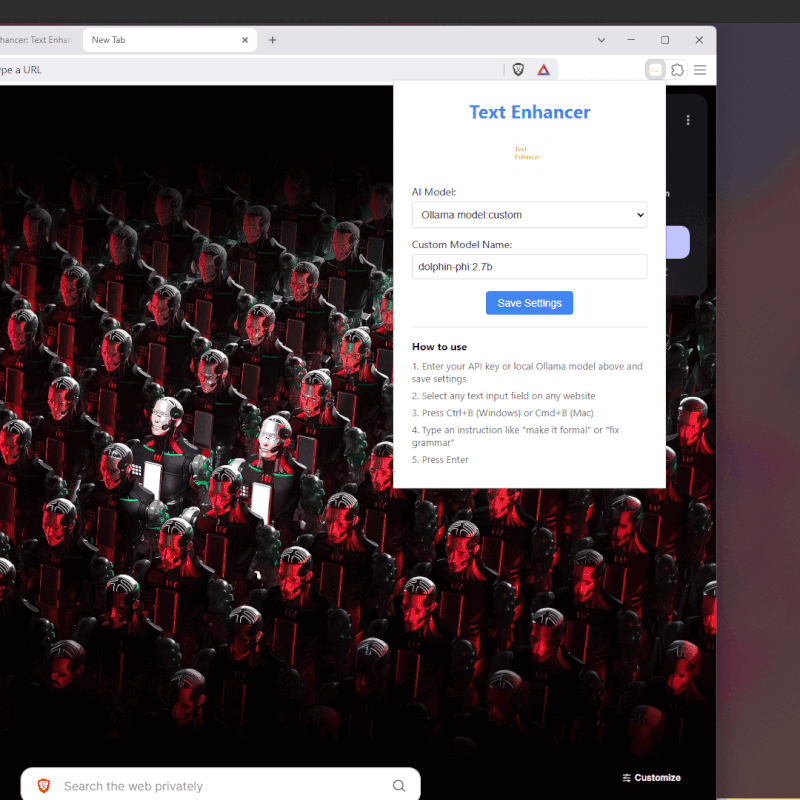 hancer: Text Enhan
New Tab
pe a URL
Text Enhancer
Text
Enhancer
AI Model:
Ollama model:custom
Custom Model Name:
dolphin-phi:2.7b
Save Settings
How to use
1. Enter your API key or local Ollama model above and
save settings
2. Select any text input field on any website
3. Press Ctrl+B (Windows) or Cmd+B (Mac)
4. Type an instruction like "make it formal" or "fix
grammar"
5. Press Enter
Search the web privately
Customize